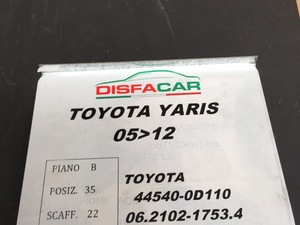 DISFACAR
TOYOTA YARIS
05>12
PIANO B
POSIZ. 35
SCAFF. 22
TOYOTA
44540-0D110
06.2102-1753.4